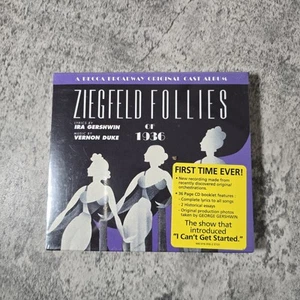 A DECCA BROADWAY ORIGINAL CAST ALBUM
ZIEGFELD FOLLIES
LYRICS BY
IRA GERSHWIN
OF
MUSIC BY
VERNON DUKE
1936
FIRST TIME EVER!
• New recording made from
recently discovered original
orchestrations.
• 36 Page CD booklet features:
- Complete lyrics to all songs
- 2 Historical essays
- Original production photos
taken by GEORGE GERSHWIN.
The show that
introduced
"I Can't Get Started."